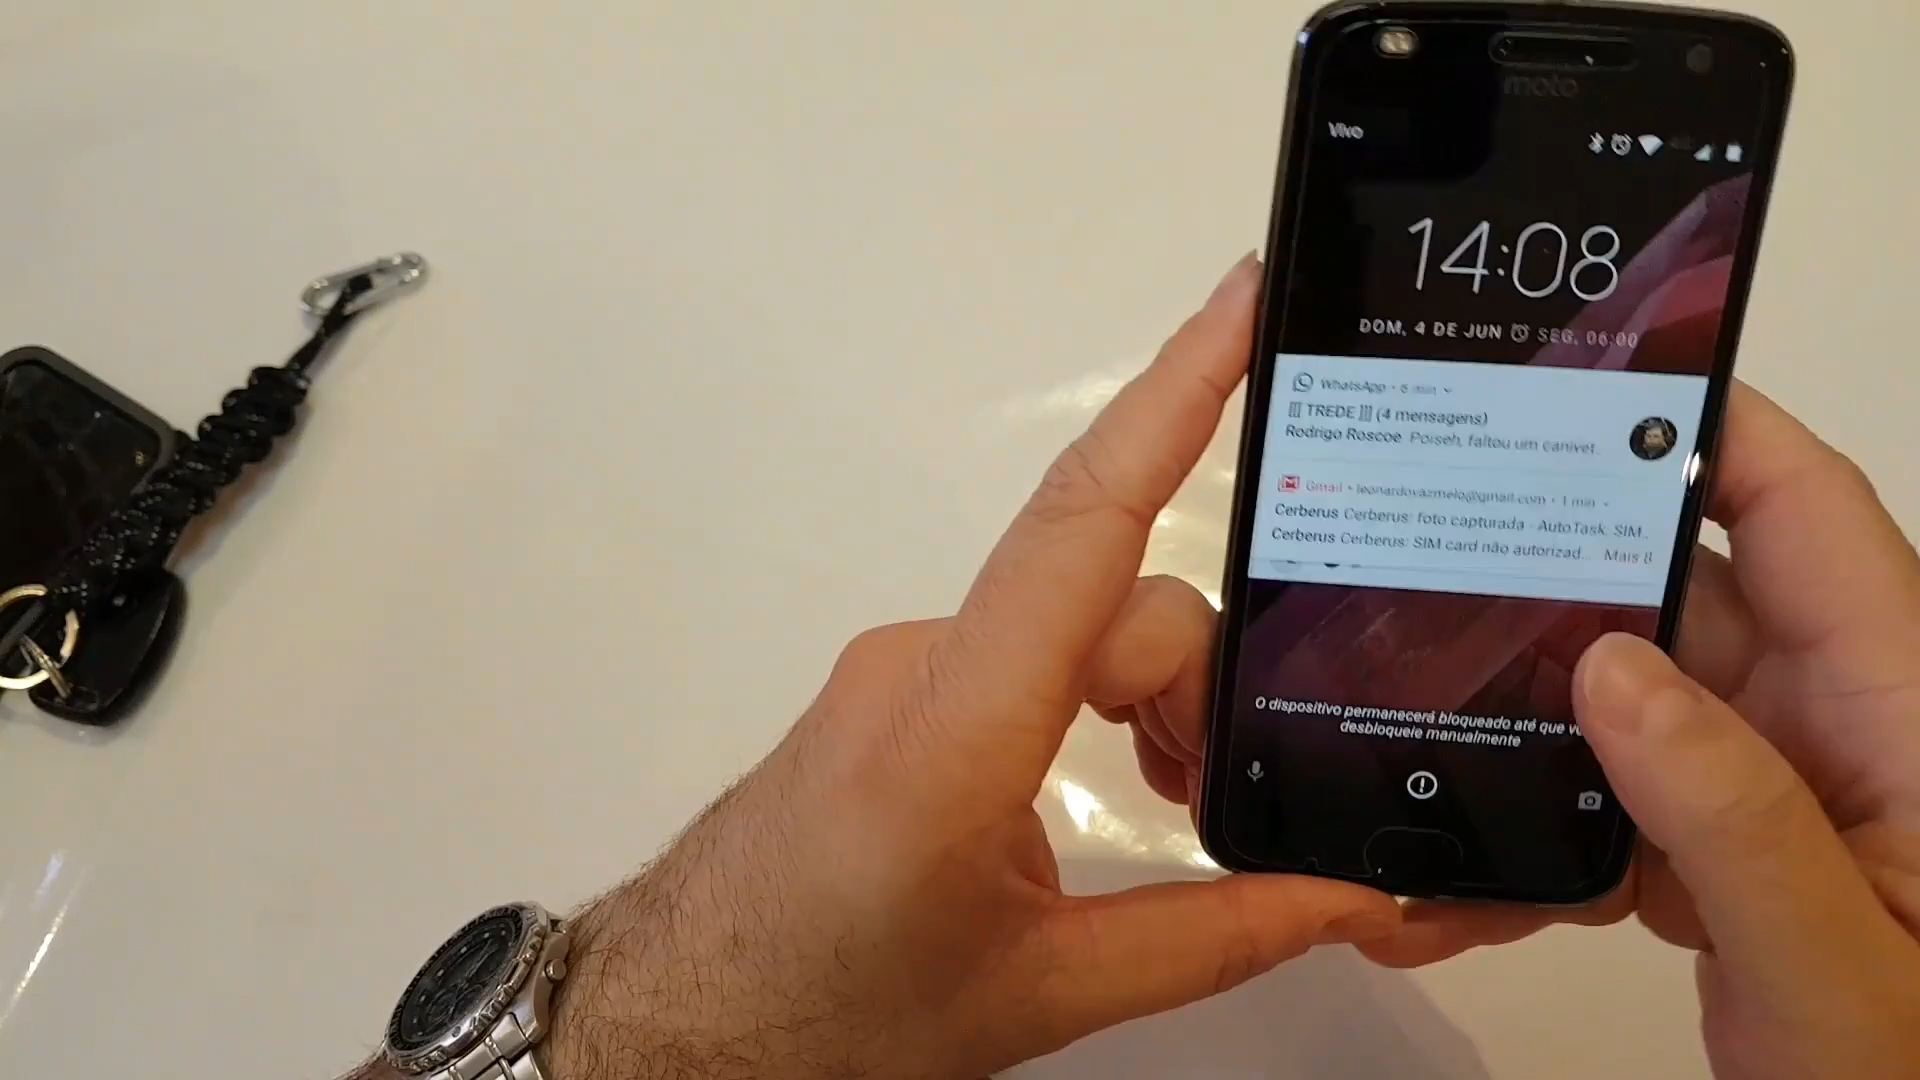 moto
Vivo
14:08
DOM, 4 DE JUN SEG, 06:00
WhatsApp • 6 min
[[[ TREDE ]]] (4 mensagens)
Rodrigo Roscoe Poiseh, faltou um canivet..
Gmail • leonardovazmelo@gmail.com • 1 min
Cerberus Cerberus: foto capturada - AutoTask: SIM..
Cerberus Cerberus: SIM card não autorizad... Mais 8
O dispositivo permanecerá bloqueado até que v
desbloqueie manualmente